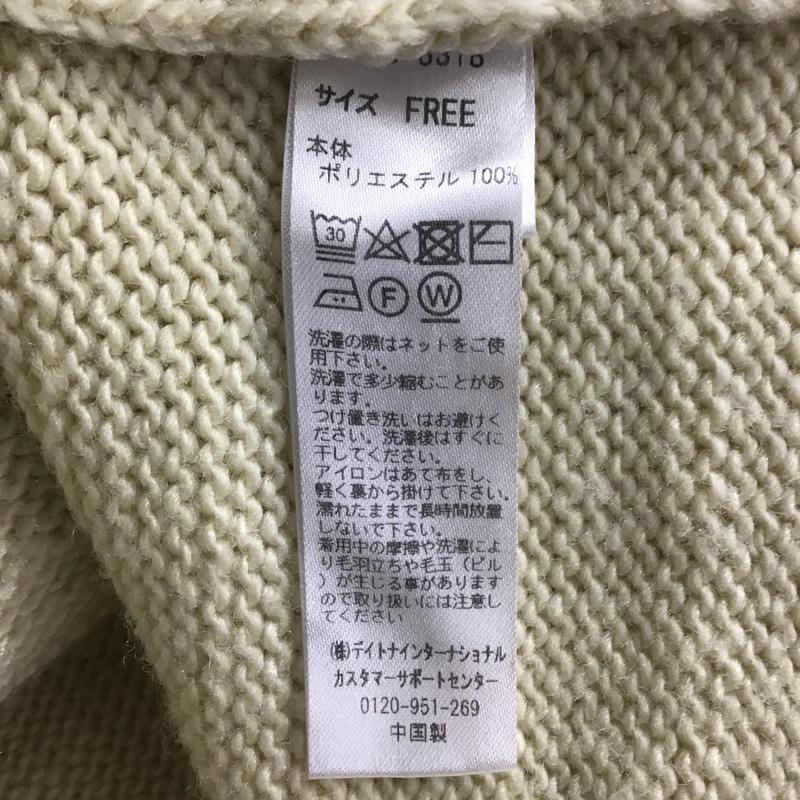 サイズ FREE
本体
ポリエステル 100%
30
F W
洗濯の際はネットをご使
用下さい。
洗濯で多少縮むことがあ
ります。
つけ置き洗いはお避けく
ださい。洗濯後はすぐに
干してください。
アイロンはあて布をし、
軽く裏から掛けて下さい。
濡れたままで長時間放置
しないで下さい。
着用中の摩擦や洗濯によ
り毛羽立ちや毛玉（ピル
）が生じる事があります
ので取り扱いには注意し
てください
(株)デイトナインターナショナル
カスタマーサポートセンター
0120-951-269
中国製